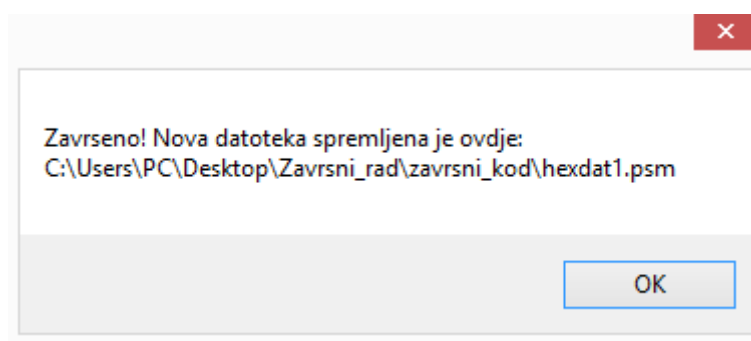 Zavrseno! Nova datoteka spremljena je ovdje:
C:\Users\PC\Desktop\Zavrsni_rad\zavrsni_kod\hexdat1.psm
OK